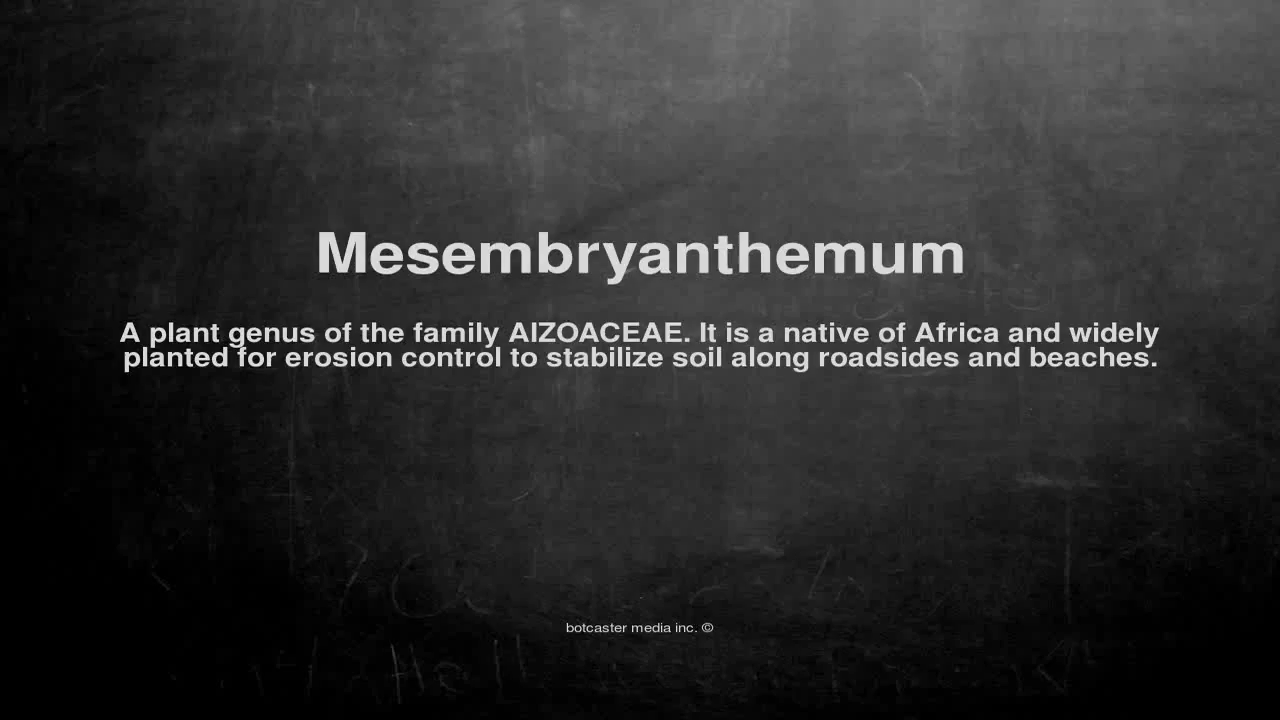 Mesembryanthemum
A plant genus of the family AIZOACEAE. It is a native of Africa and widely
planted for erosion control to stabilize soil along roadsides and beaches.
botcaster media inc. ©